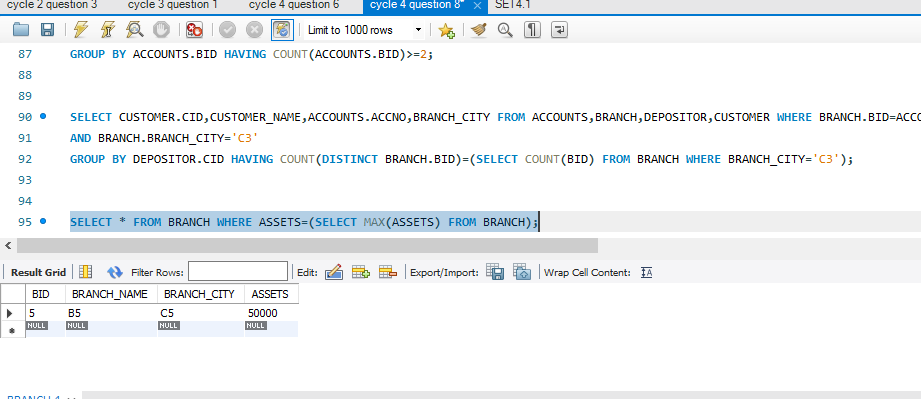 cycle 2 question 3 cycle 3 question 1 cycle 4 question 6 cycle 4 question 8* SET4.1
Limit to 1000 rows
87 GROUP BY ACCOUNTS.BID HAVING COUNT(ACCOUNTS.BID)>=2;
88
89
90 SELECT CUSTOMER.CID,CUSTOMER_NAME,ACCOUNTS.ACCNO,BRANCH_CITY FROM ACCOUNTS,BRANCH,DEPOSITOR,CUSTOMER WHERE BRANCH.BID=ACCO
91 AND BRANCH.BRANCH_CITY='C3'
92 GROUP BY DEPOSITOR.CID HAVING COUNT(DISTINCT BRANCH.BID)=(SELECT COUNT(BID) FROM BRANCH WHERE BRANCH_CITY='C3');
93
94
95 SELECT * FROM BRANCH WHERE ASSETS=(SELECT MAX(ASSETS) FROM BRANCH);
Result Grid Filter Rows: Edit: Export/Import: Wrap Cell Content: IA
BID BRANCH_NAME BRANCH_CITY ASSETS
5 B5 C5 50000
NULL NULL NULL NULL